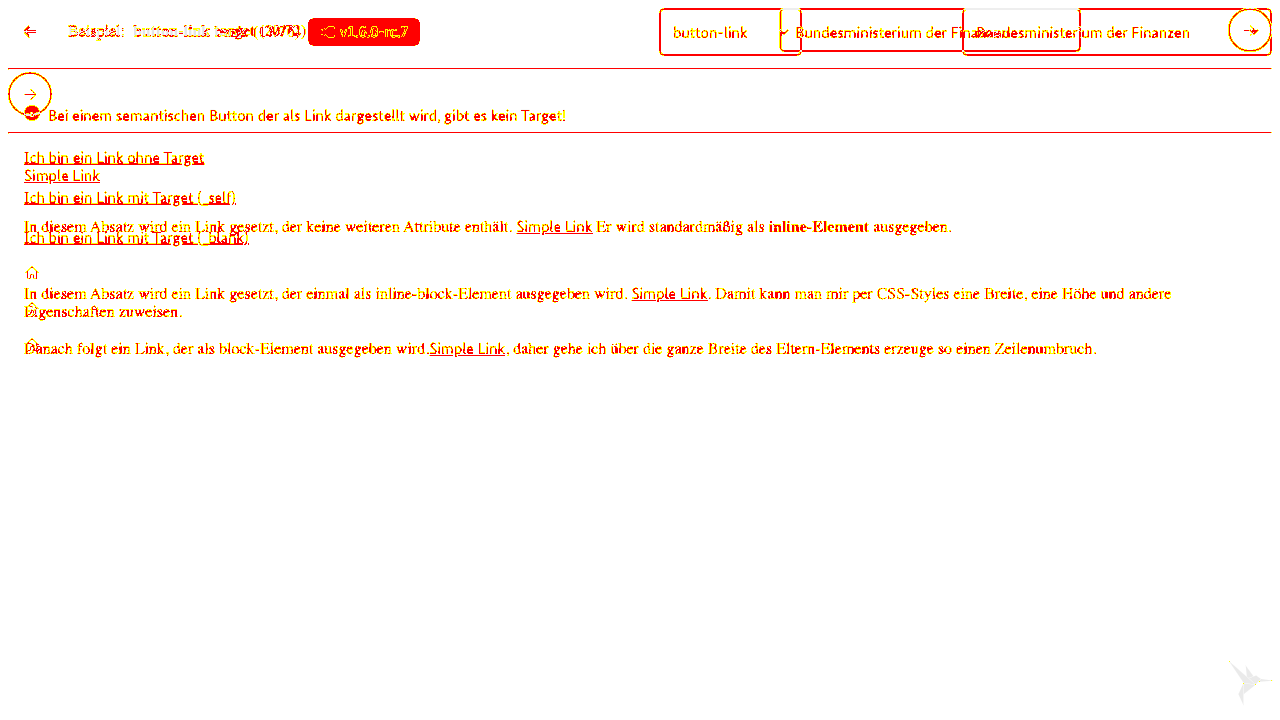 Beispiel: button-link v1.6.0-rc.7 button-link Bundesministerium der Finanzen Bundesministerium der Finanzen
Bei einem semantischen Button der als Link dargestellt wird, gibt es kein Target!
Ich bin ein Link ohne Target
Simple Link
Ich bin ein Link mit Target (_self)
In diesem Absatz wird ein Link gesetzt, der keine weiteren Attribute enthält. Simple Link Er wird standardmäßig als inline-Element ausgegeben.
Ich bin ein Link mit Target (_blank)
In diesem Absatz wird ein Link gesetzt, der einmal als inline-block-Element ausgegeben wird. Simple Link. Damit kann man mir per CSS-Styles eine Breite, eine Höhe und andere
Eigenschaften zuweisen.
Danach folgt ein Link, der als block-Element ausgegeben wird.Simple Link, daher gehe ich über die ganze Breite des Eltern-Elements erzeuge so einen Zeilenumbruch.